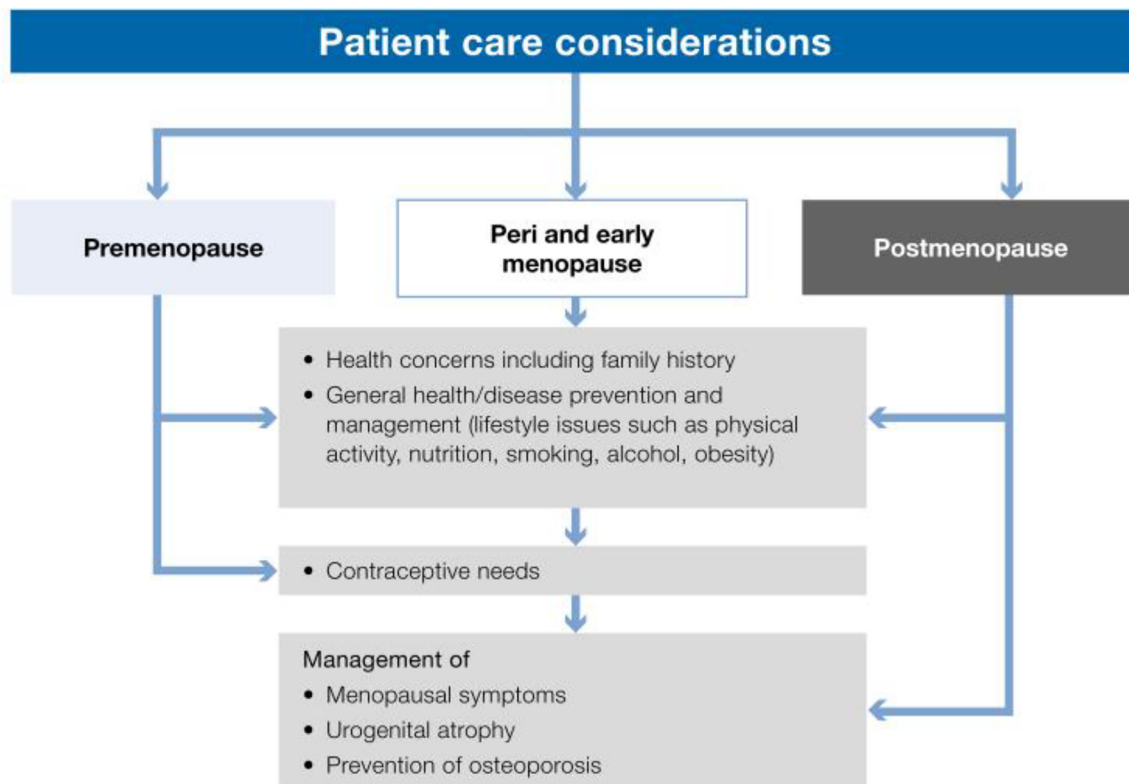 Patient care considerations
Premenopause
Peri and early
menopause
Postmenopause
• Health concerns including family history
• General health/disease prevention and
management (lifestyle issues such as physical
activity, nutrition, smoking, alcohol, obesity)
• Contraceptive needs
Management of
• Menopausal symptoms
• Urogenital atrophy
• Prevention of osteoporosis